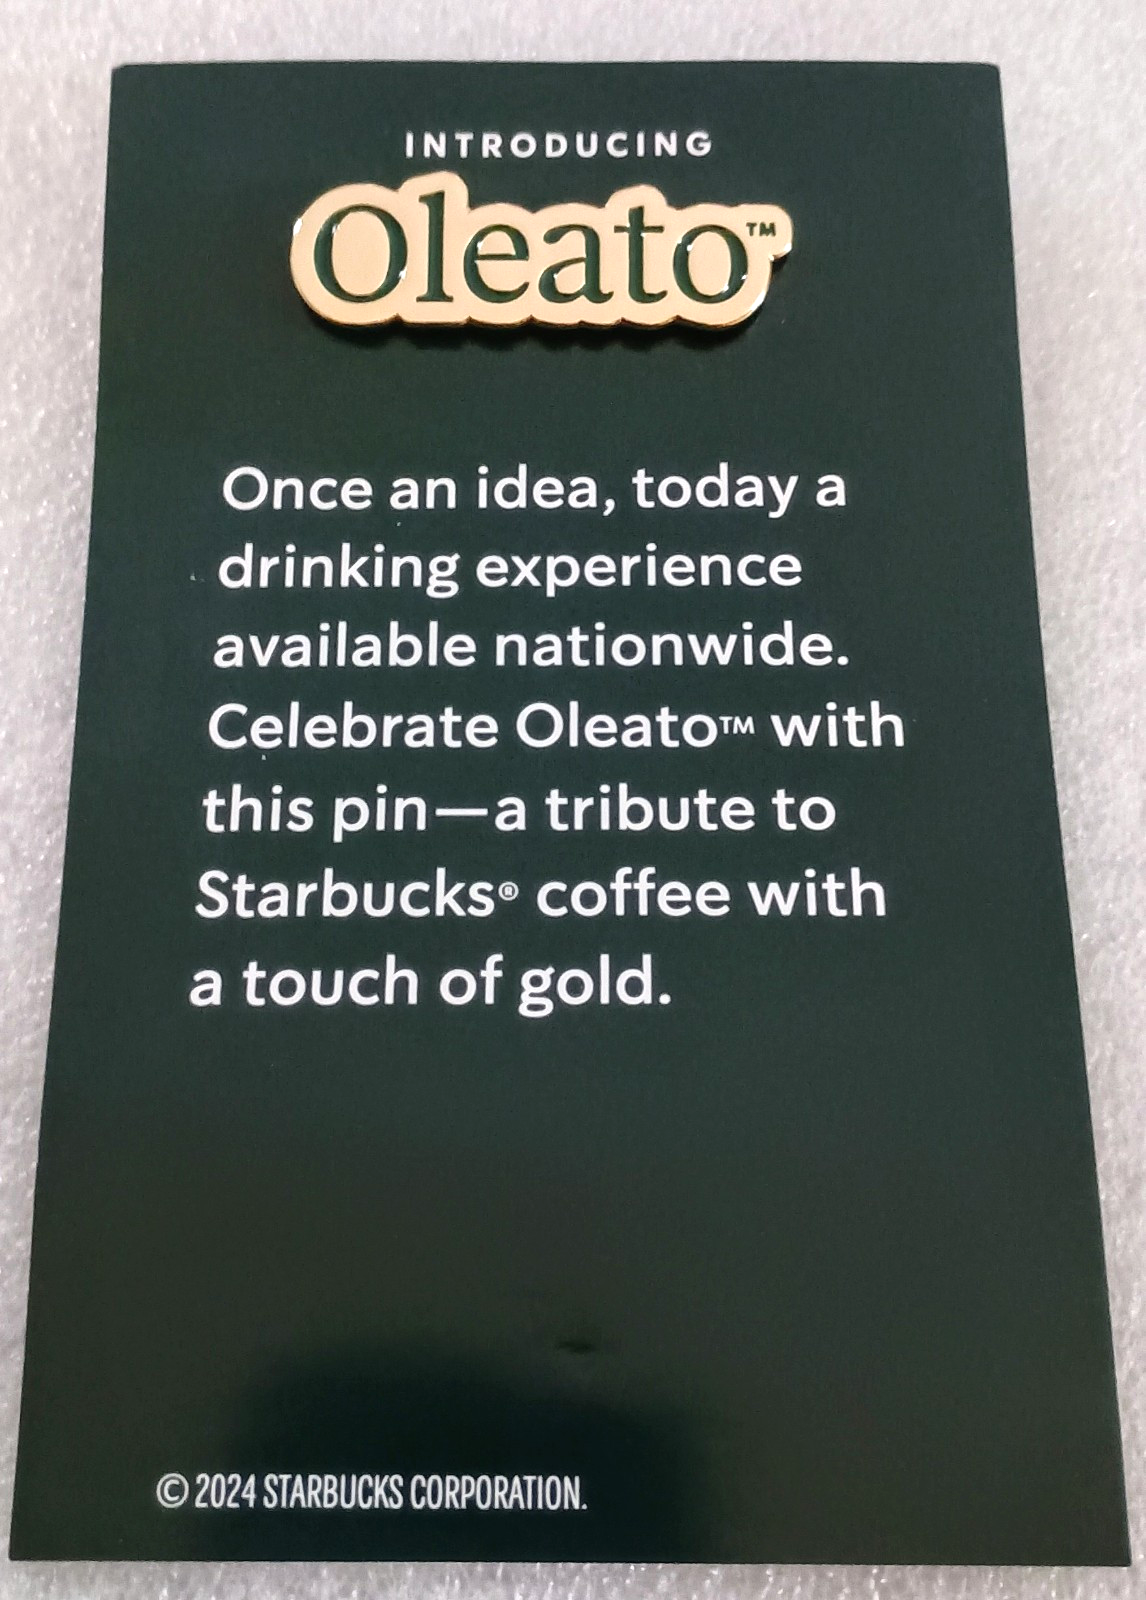 INTRODUCING
Oleato™
Once an idea, today a
drinking experience
available nationwide.
Celebrate Oleato™ with
this pin—a tribute to
Starbucks® coffee with
a touch of gold.
© 2024 STARBUCKS CORPORATION.